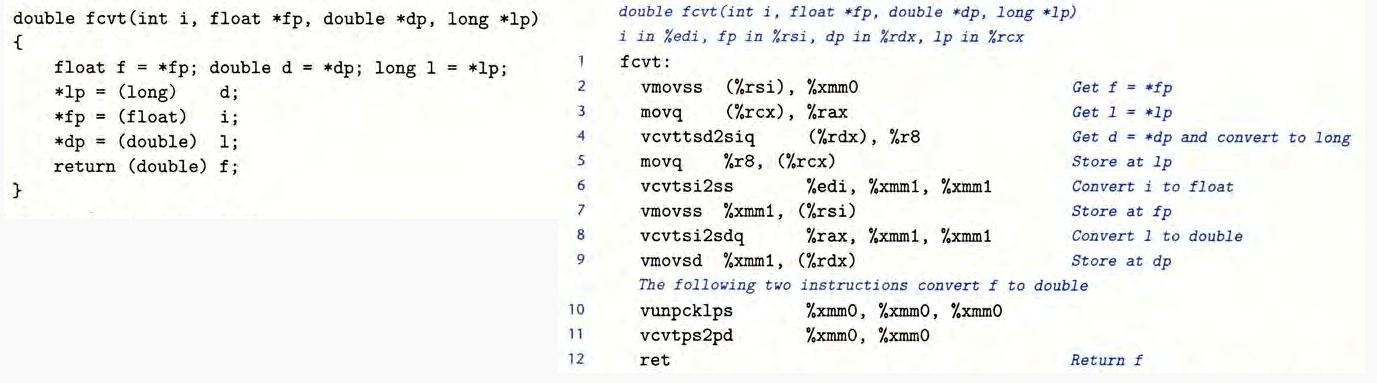 double fcvt(int i, float *fp, double *dp, long *lp)
{
    float f = *fp; double d = *dp; long l = *lp;
    *lp = (long)    d;
    *fp = (float)   i;
    *dp = (double)  l;
    return (double) f;
}
double fcvt(int i, float *fp, double *dp, long *lp)
i in %edi, fp in %rsi, dp in %rdx, lp in %rcx
1 fcvt:
2 vmovss (%rsi), %xmm0 Get f = *fp
3 movq (%rcx), %rax Get l = *lp
4 vcvttsd2siq (%rdx), %r8 Get d = *dp and convert to long
5 movq %r8, (%rcx) Store at lp
6 vcvtsi2ss %edi, %xmm1, %xmm1 Convert i to float
7 vmovss %xmm1, (%rsi) Store at fp
8 vcvtsi2sdq %rax, %xmm1, %xmm1 Convert l to double
9 vmovsd %xmm1, (%rdx) Store at dp
The following two instructions convert f to double
10 vunpcklps %xmm0, %xmm0, %xmm0
11 vcvtps2pd %xmm0, %xmm0
12 ret Return f